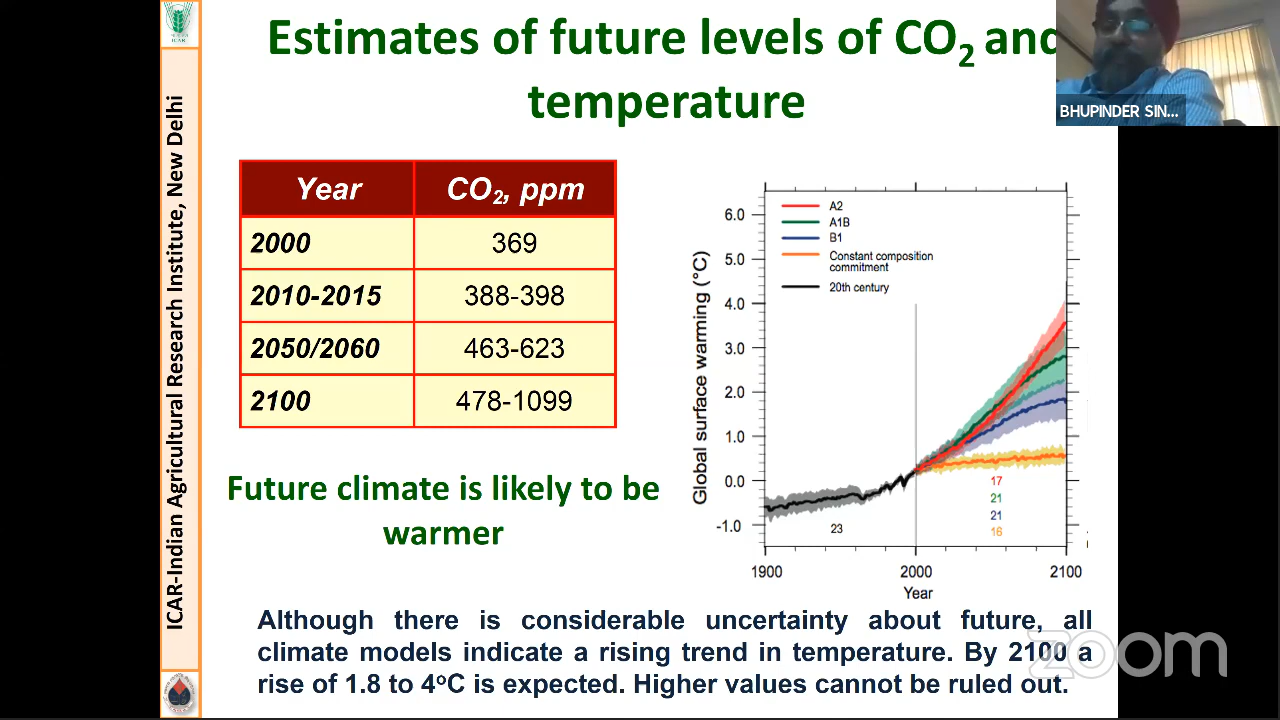 ICAR
ICAR-Indian Agricultural Research Institute, New Delhi
Estimates of future levels of CO₂ and
temperature
BHUPINDER SIN...
Year CO₂, ppm
2000 369
2010-2015 388-398
2050/2060 463-623
2100 478-1099
Future climate is likely to be
warmer
Global surface warming (°C)
6.0
5.0
4.0
3.0
2.0
1.0
0.0
-1.0
A2
A1B
B1
Constant composition
commitment
20th century
17
21
21
16
23
1900 2000 2100
Year
Although there is considerable uncertainty about future, all
climate models indicate a rising trend in temperature. By 2100 a
rise of 1.8 to 4ºC is expected. Higher values cannot be ruled out.
zoom